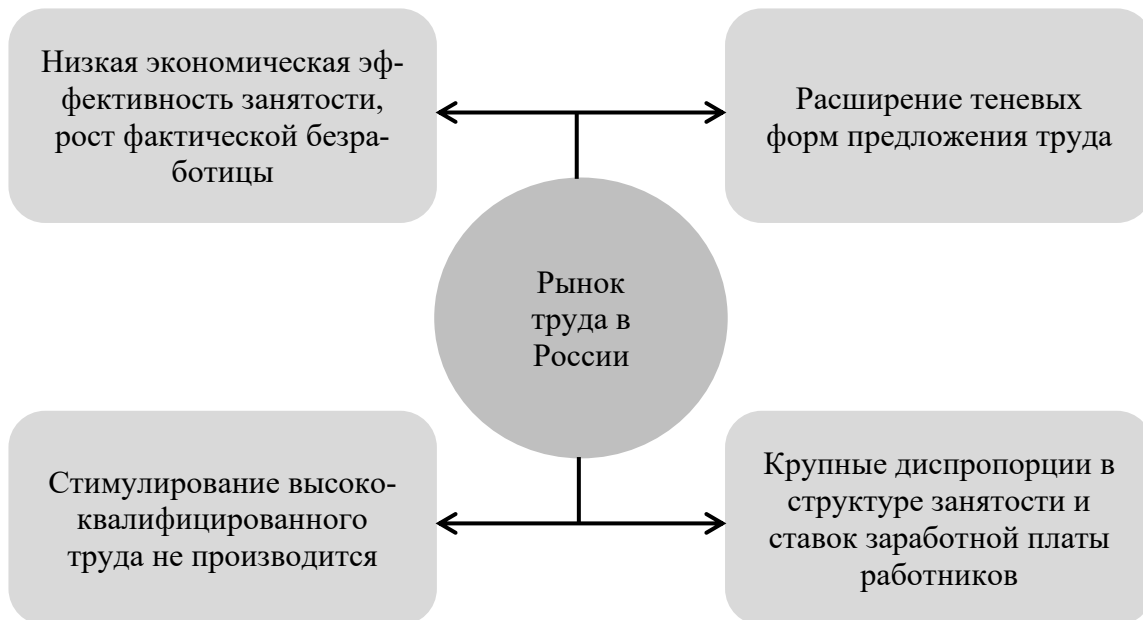 Низкая экономическая эф-
фективность занятости,
рост фактической безра-
ботицы
Расширение теневых
форм предложения труда
Рынок
труда в
России
Стимулирование высоко-
квалифицированного
труда не производится
Крупные диспропорции в
структуре занятости и
ставок заработной платы
работников